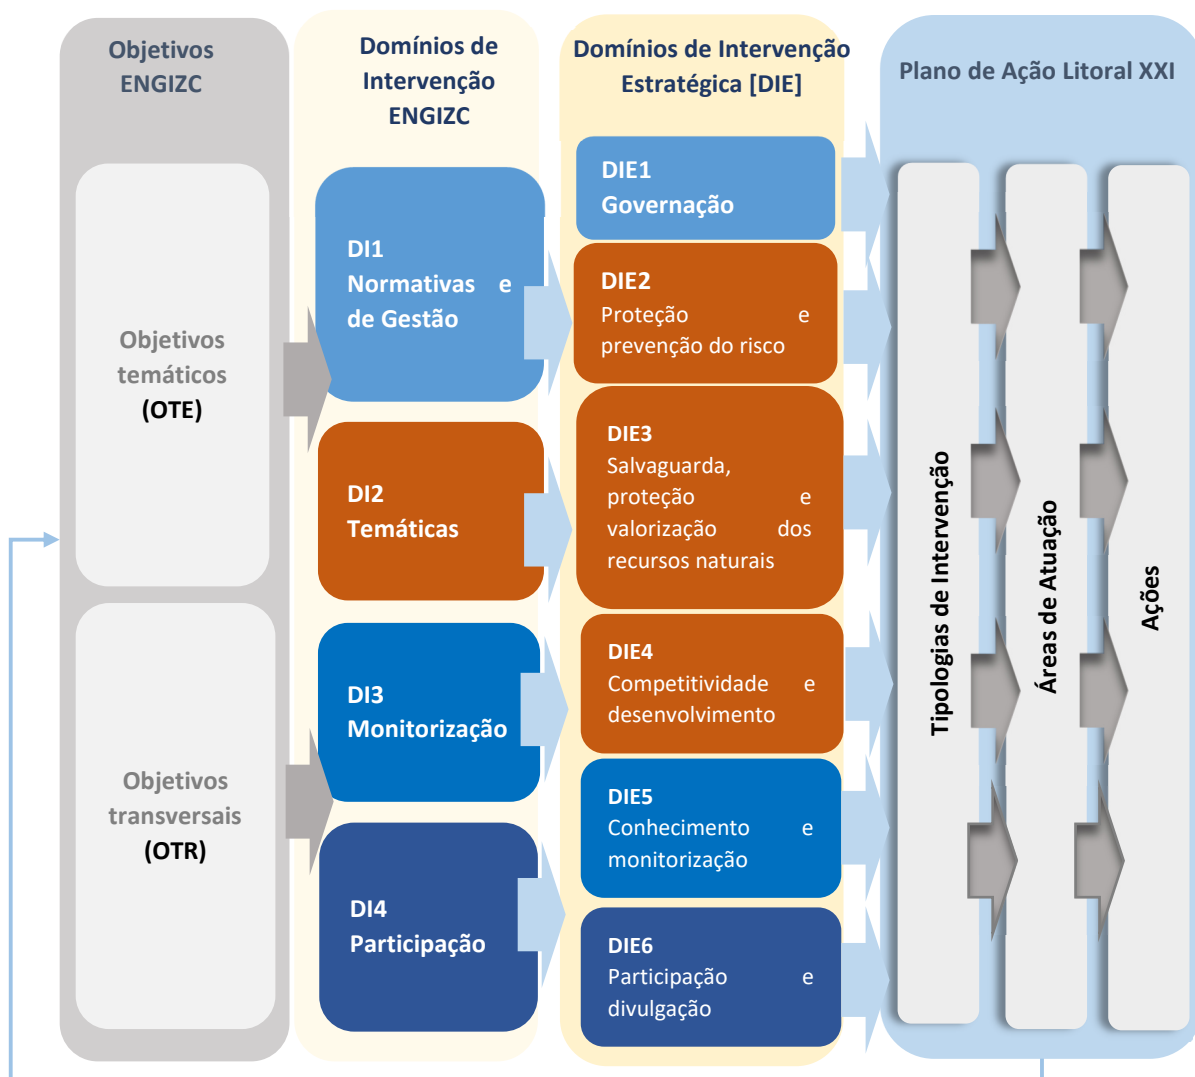 Objetivos
ENGIZC
Domínios de
Intervenção
ENGIZC
Domínios de Intervenção
Estratégica [DIE]
Plano de Ação Litoral XXI
Objetivos
temáticos
(OTE)
Objetivos
transversais
(OTR)
DI1
Normativas e
de Gestão
DI2
Temáticas
DI3
Monitorização
DI4
Participação
DIE1
Governação
DIE2
Proteção e
prevenção do risco
DIE3
Salvaguarda,
proteção e
valorização dos
recursos naturais
DIE4
Competitividade e
desenvolvimento
DIE5
Conhecimento e
monitorização
DIE6
Participação e
divulgação
Tipologias de Intervenção
Áreas de Atuação
Ações